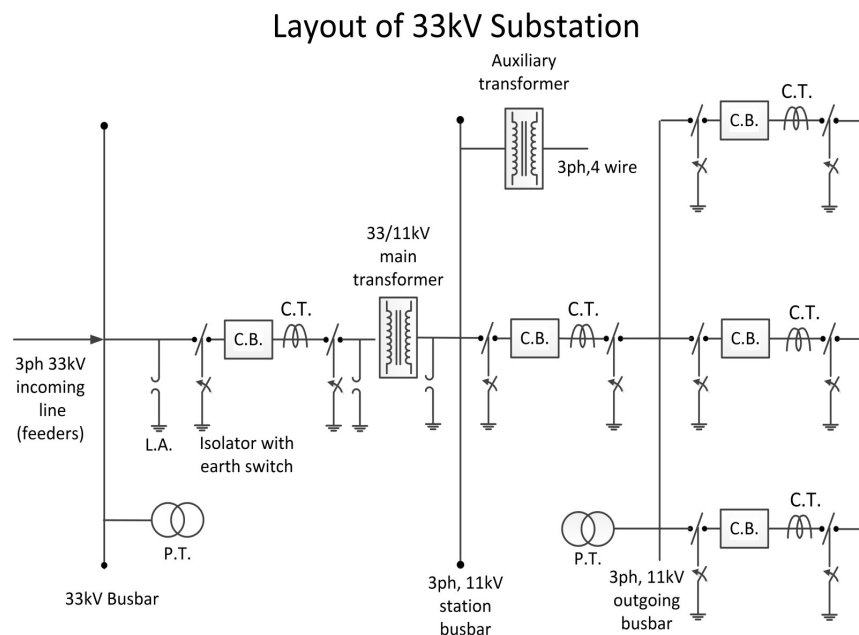 Layout of 33kV Substation
Auxiliary
transformer
3ph,4 wire
C.B.
C.T.
33/11kV
main
transformer
3ph 33kV
incoming
line
(feeders)
L.A.
C.B.
C.T.
Isolator with
earth switch
C.B.
C.T.
C.B.
C.T.
P.T.
33kV Busbar
3ph, 11kV
station
busbar
P.T.
3ph, 11kV
outgoing
busbar
C.B.
C.T.